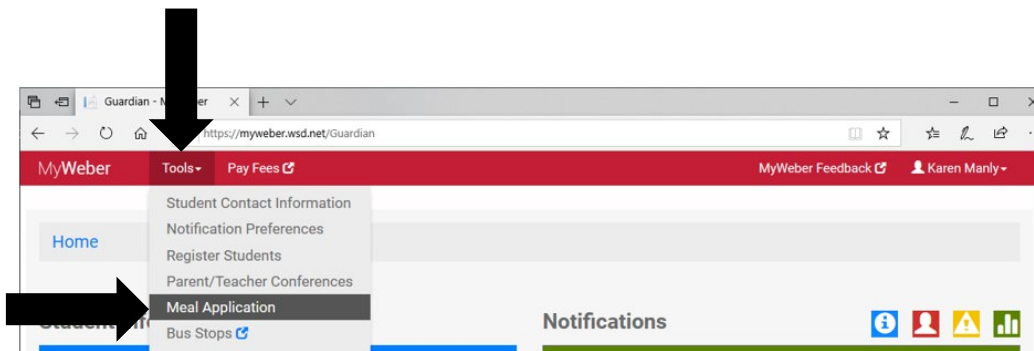 Guardian - M er
https://myweber.wsd.net/Guardian
MyWeber Tools Pay Fees MyWeber Feedback Karen Manly
Student Contact Information
Notification Preferences
Home
Register Students
Parent/Teacher Conferences
Meal Application
Notifications
Bus Stops